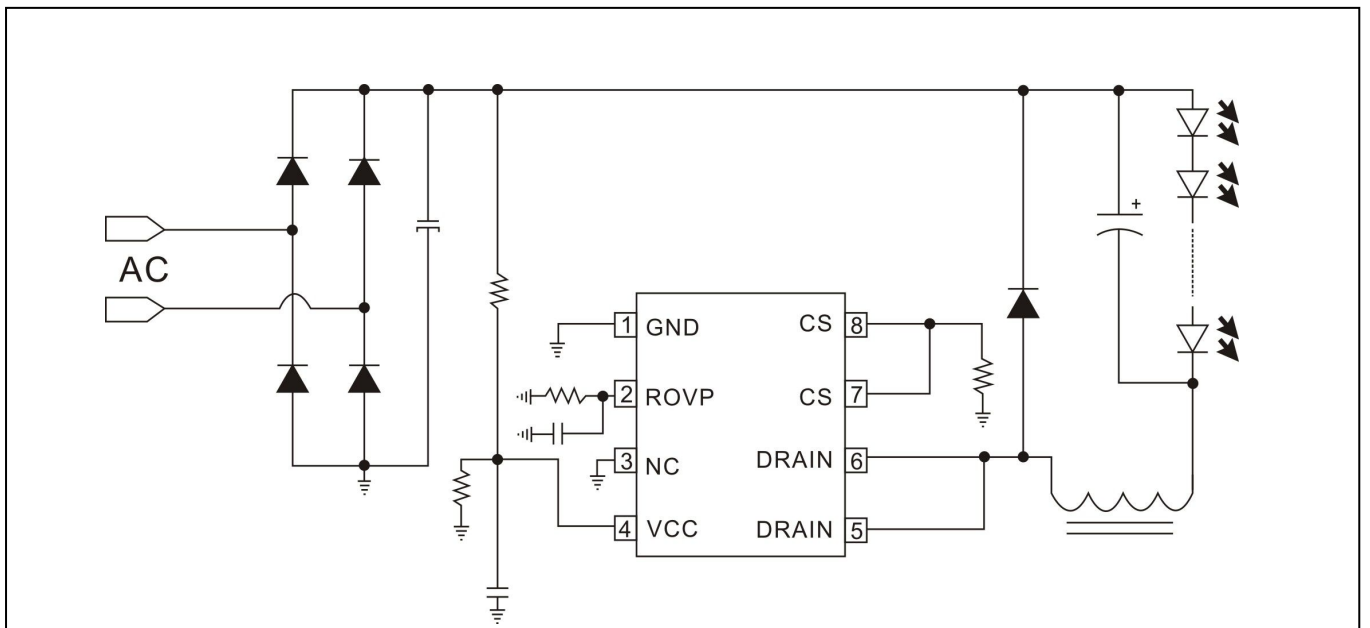 AC
+
1 GND
2 ROVP
3 NC
4 VCC
CS 8
CS 7
DRAIN 6
DRAIN 5